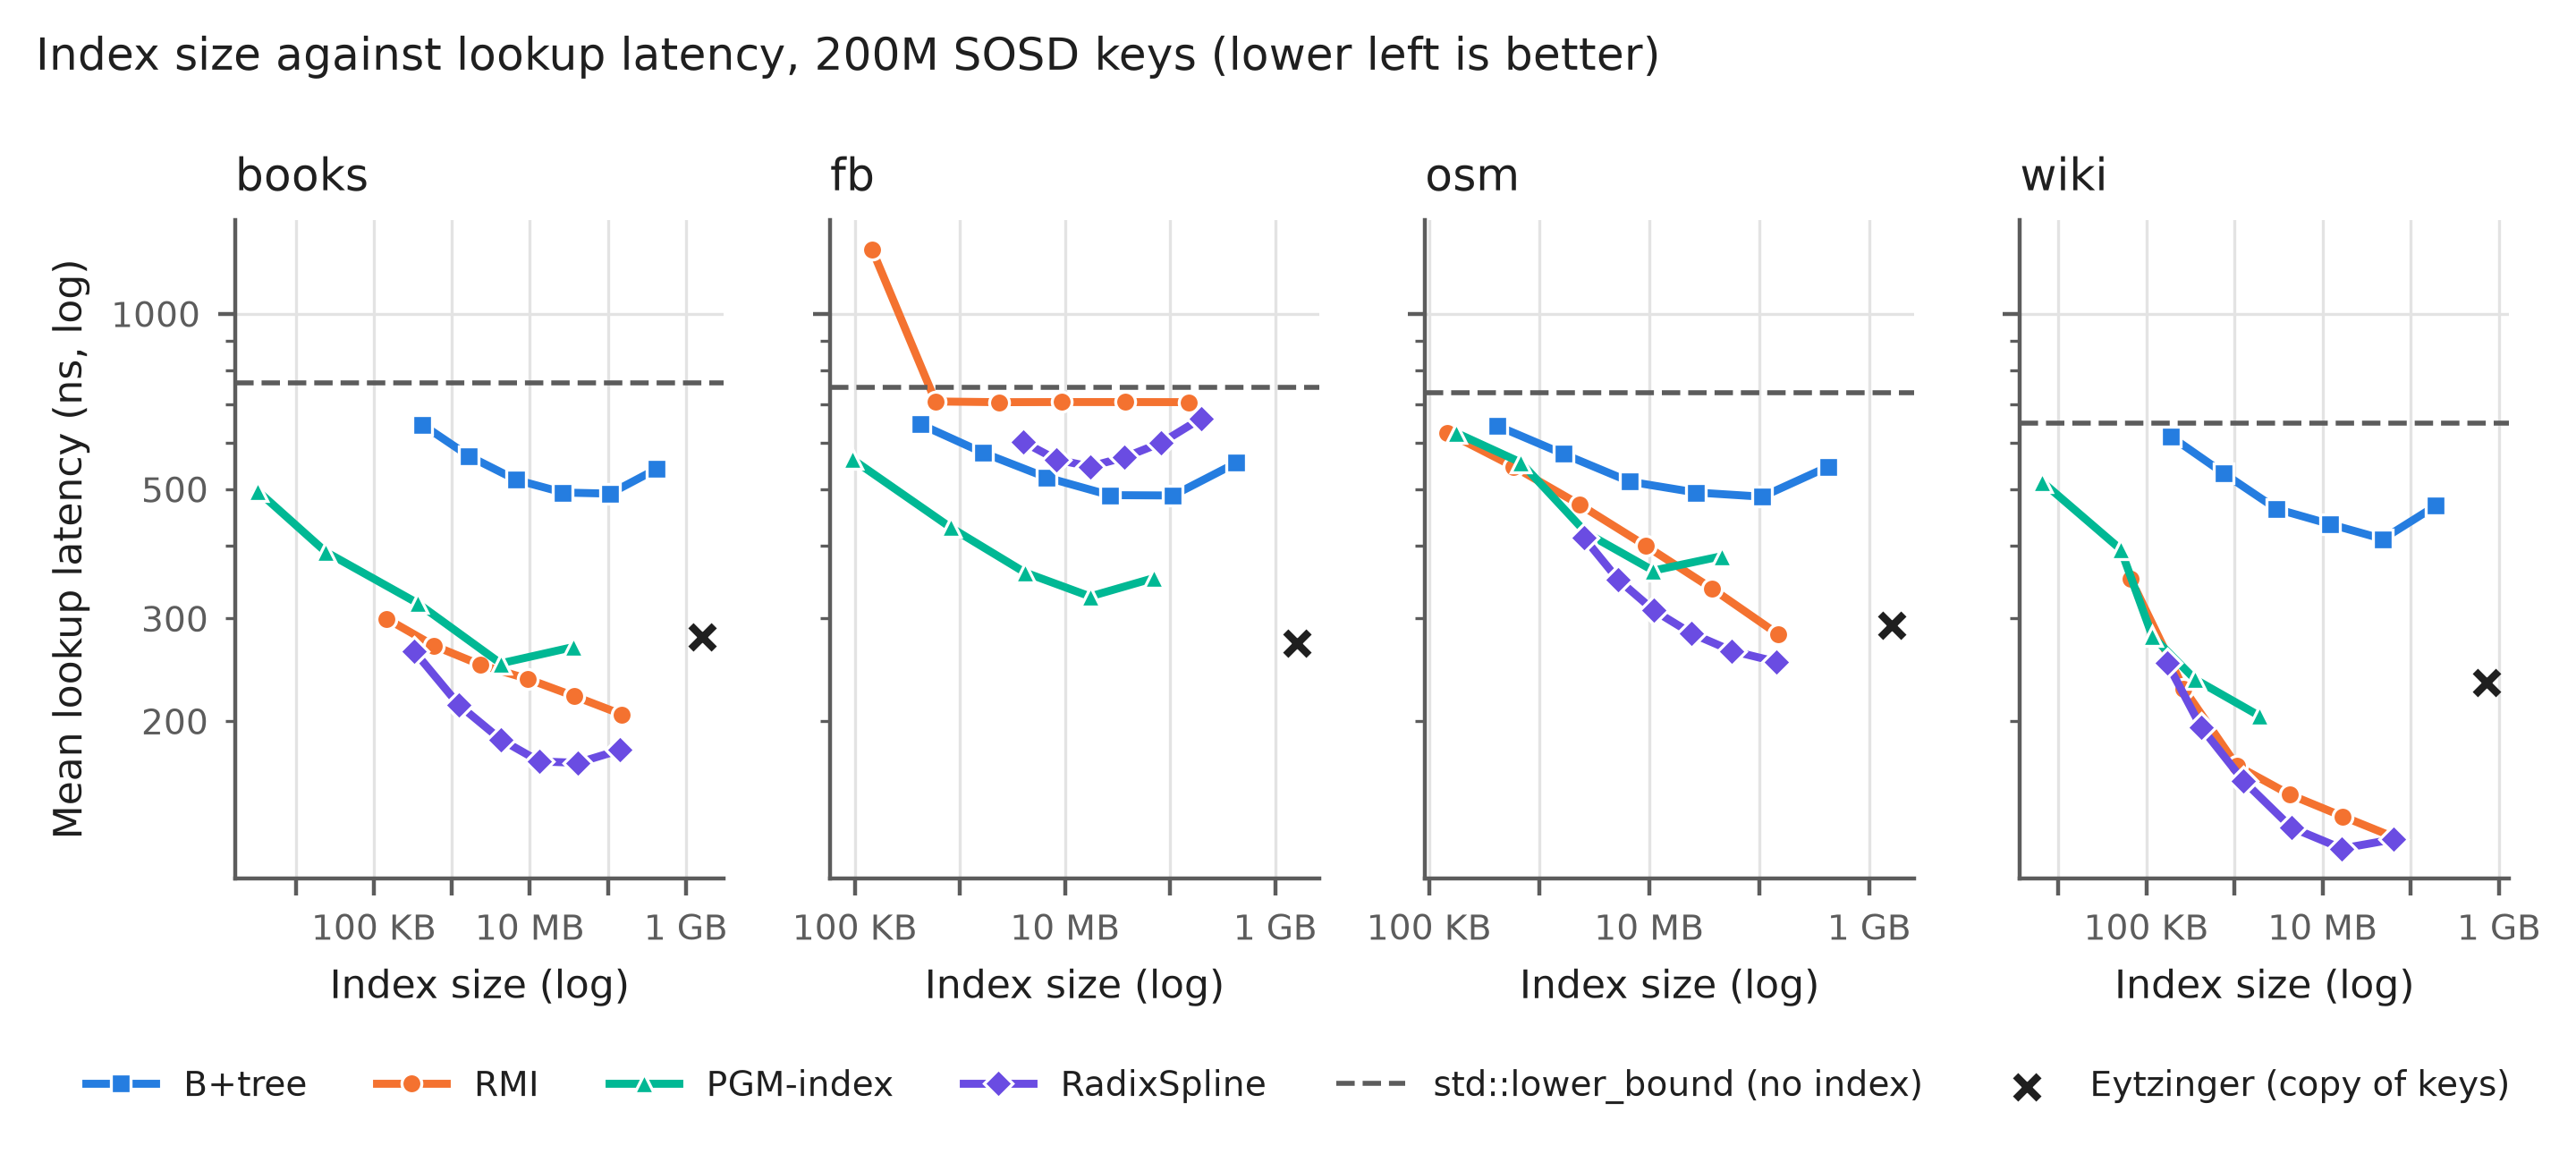 Index size against lookup latency, 200M SOSD keys (lower left is better)
books
fb
osm
wiki
Mean lookup latency (ns, log)
1000
500
300
200
100 KB 10 MB 1 GB
100 KB 10 MB 1 GB
100 KB 10 MB 1 GB
100 KB 10 MB 1 GB
Index size (log)
Index size (log)
Index size (log)
Index size (log)
B+tree RMI PGM-index RadixSpline std::lower_bound (no index) Eytzinger (copy of keys)